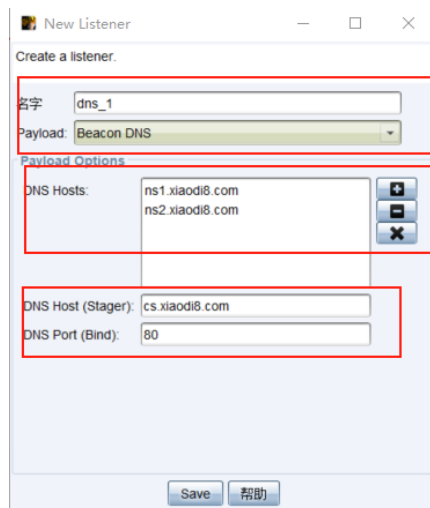 New Listener
Create a listener.
名字 dns_1
Payload: Beacon DNS
Payload Options
DNS Hosts: ns1.xiaodi8.com
ns2.xiaodi8.com
DNS Host (Stager): cs.xiaodi8.com
DNS Port (Bind): 80
Save 帮助